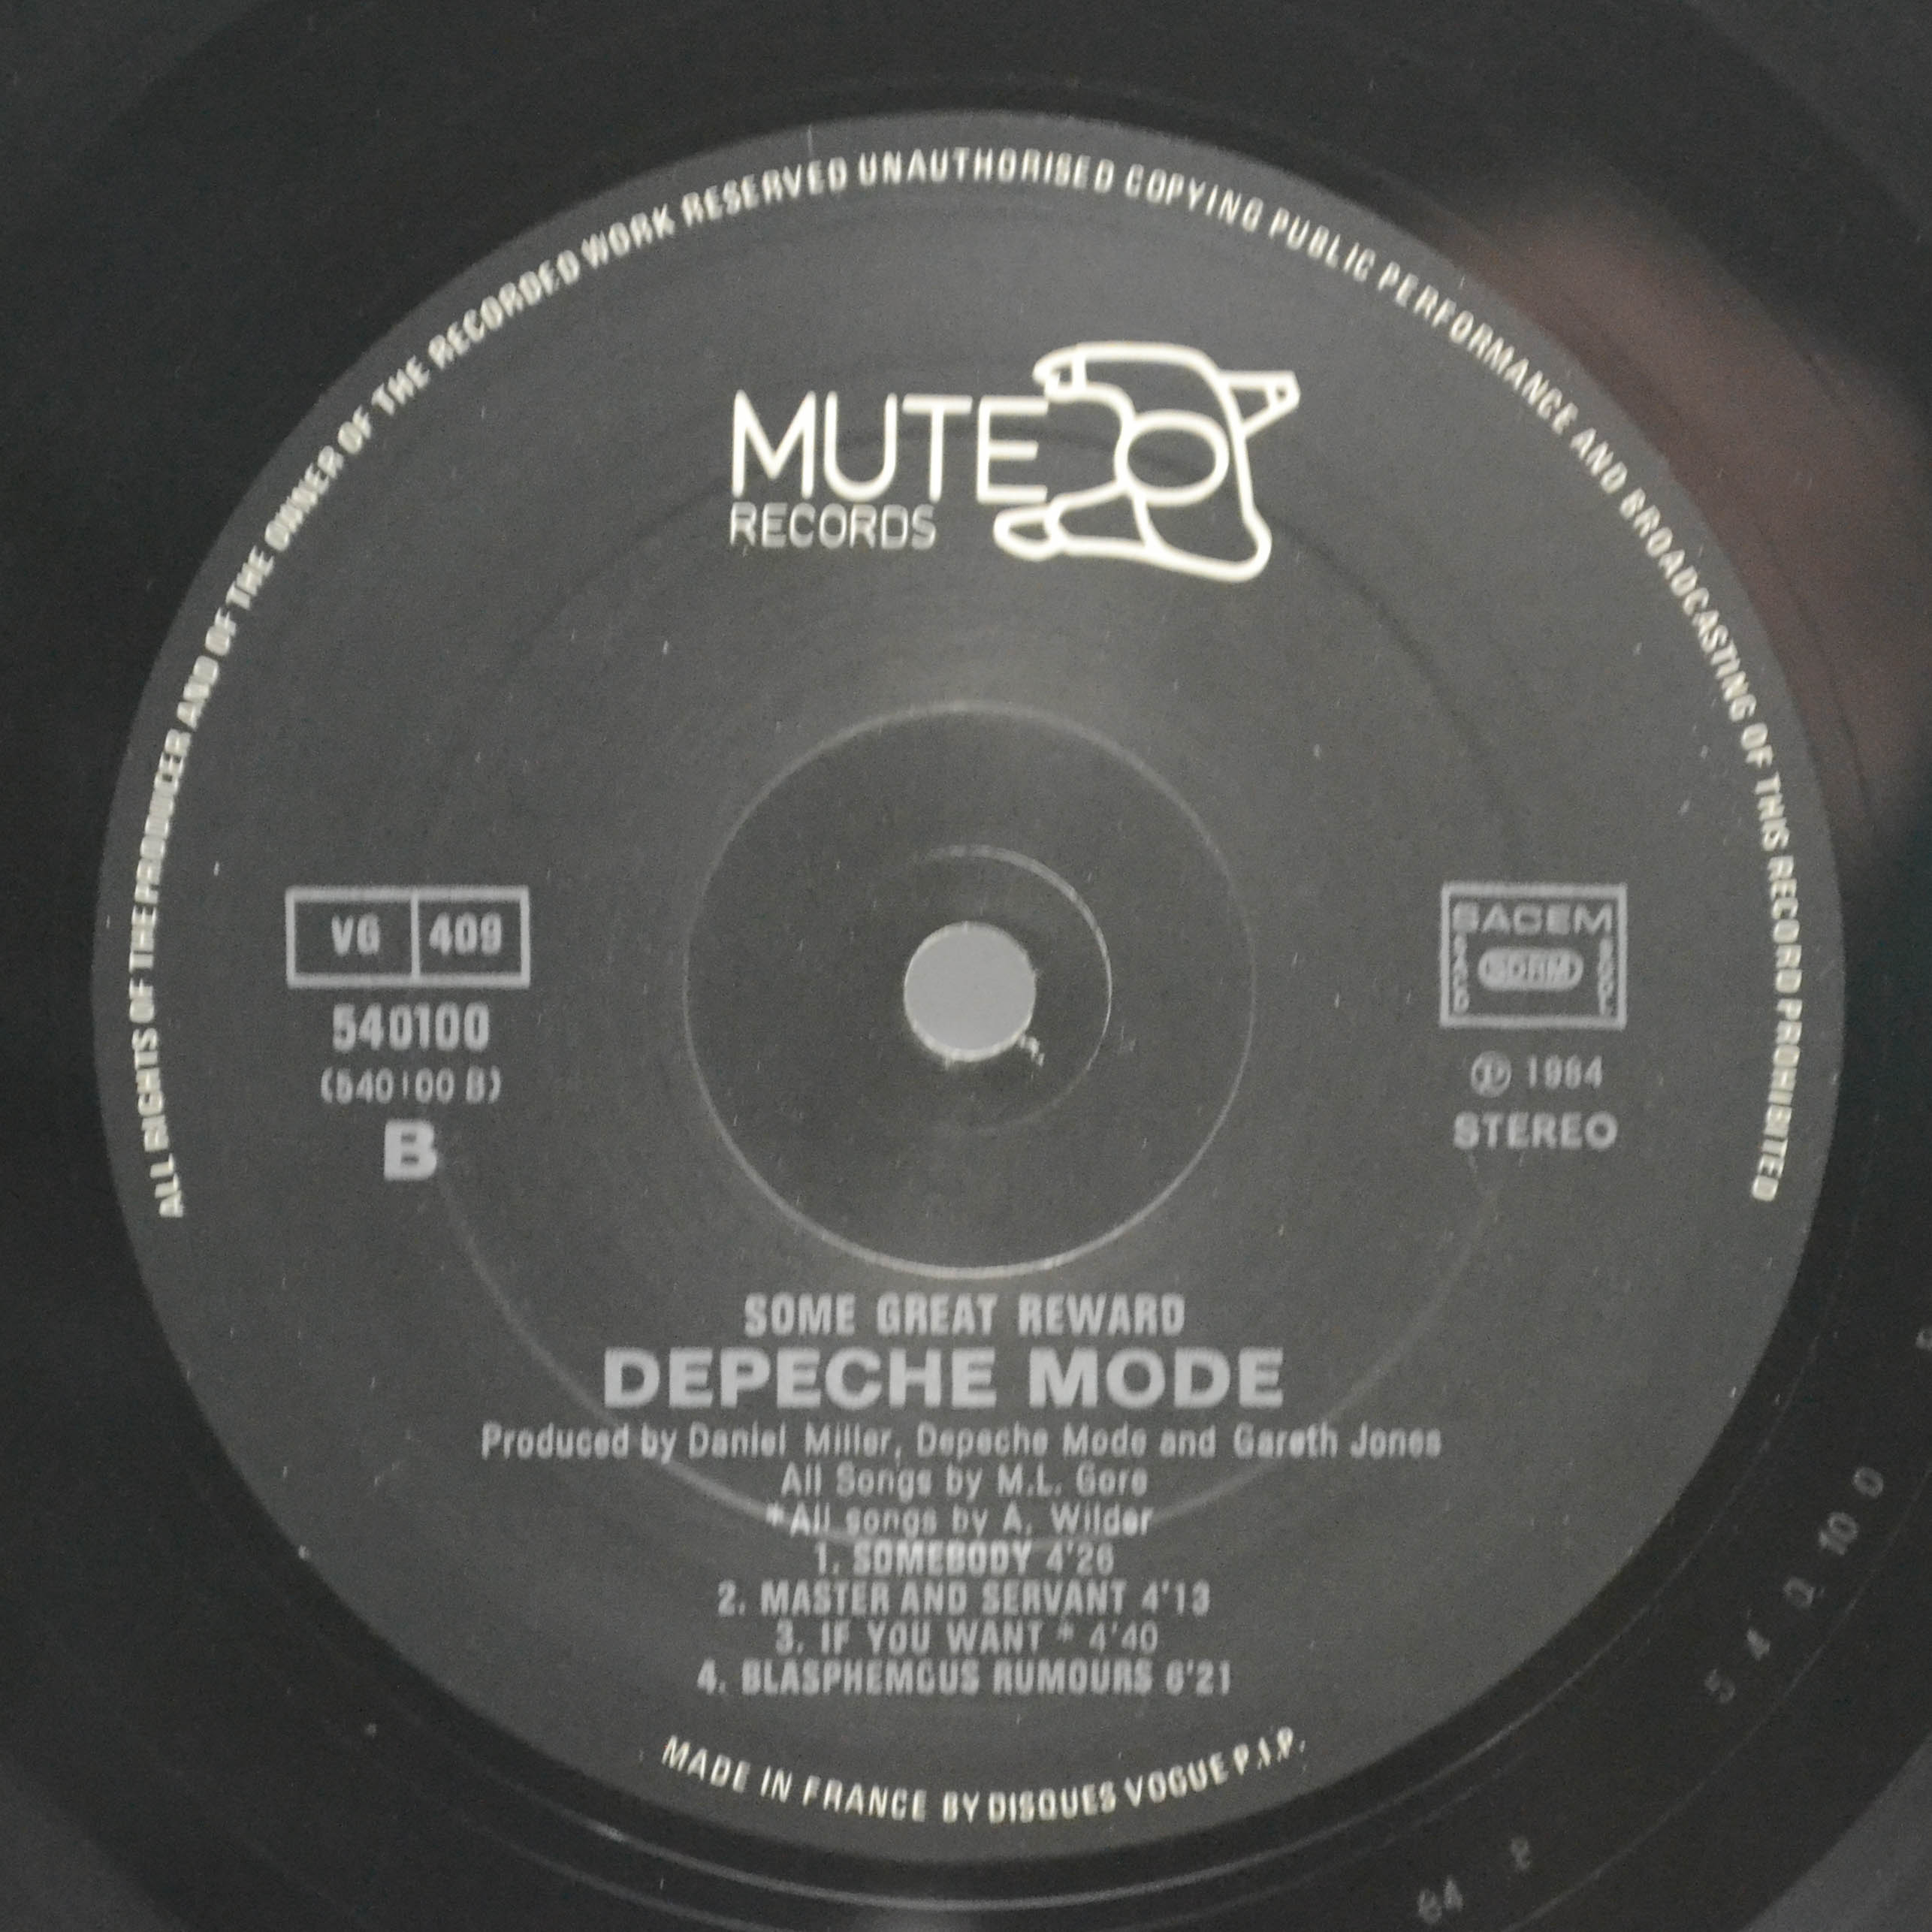 ALL RIGHTS OF THE PRODUCER AND OF THE OWNER OF THE RECORDED WORK RESERVED UNAUTHORISED COPYING PUBLIC PERFORMANCE AND BROADCASTING OF THIS RECORD PROHIBITED
MUTE
RECORDS
VG 409
540100
(540100 B)
B
SACEM
SACD
SDRM
SGDL
Ⓟ 1984
STEREO
SOME GREAT REWARD
DEPECHE MODE
Produced by Daniel Miller, Depeche Mode and Gareth Jones
All Songs by M.L. Gore
*All songs by A. Wilder
1. SOMEBODY 4'26
2. MASTER AND SERVANT 4'13
3. IF YOU WANT * 4'40
4. BLASPHEMOUS RUMOURS 6'21
MADE IN FRANCE BY DISQUES VOGUE P.I.P.
540100